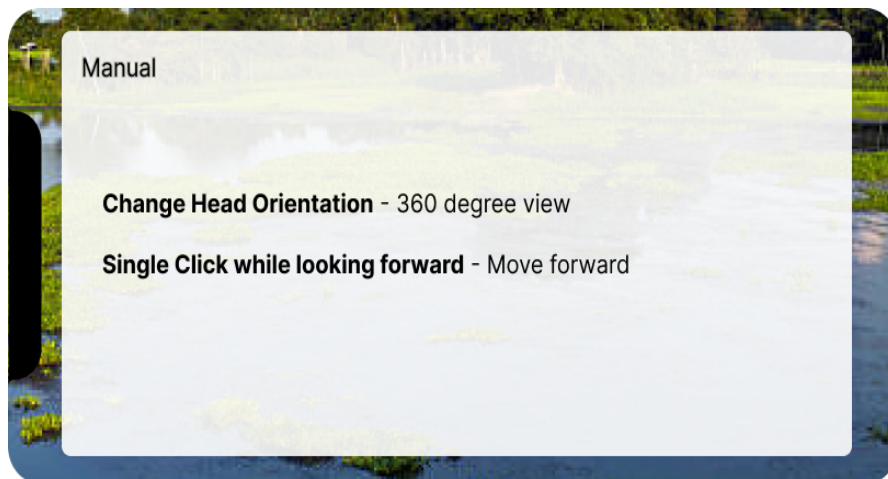 Manual
Change Head Orientation - 360 degree view
Single Click while looking forward - Move forward